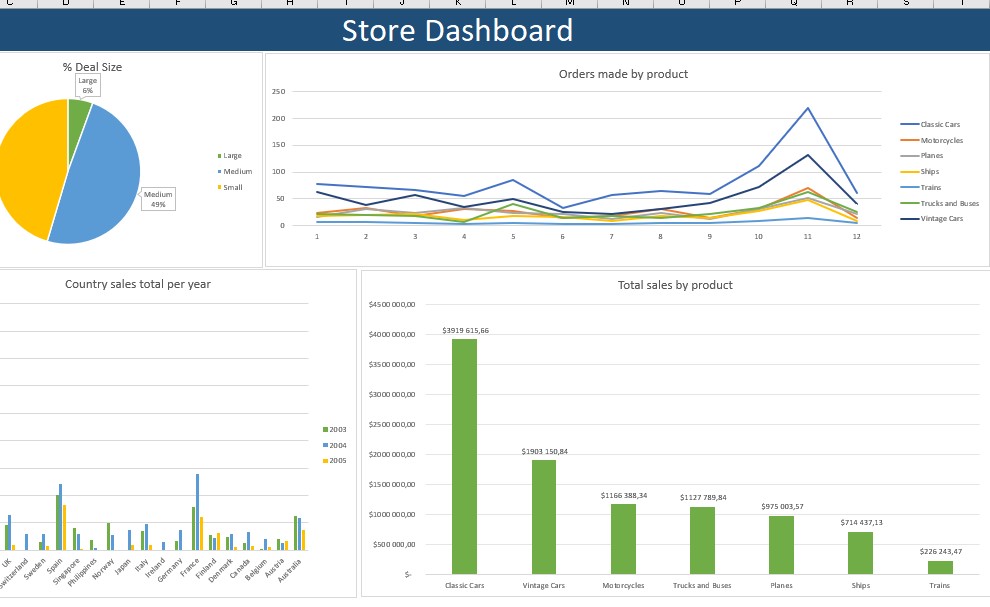 C D E F G H I J K L M N O P Q R S T
Store Dashboard
% Deal Size
Large
6%
Medium
49%
Large
Medium
Small
Orders made by product
250
200
150
100
50
0
1 2 3 4 5 6 7 8 9 10 11 12
Classic Cars
Motorcycles
Planes
Ships
Trains
Trucks and Buses
Vintage Cars
Country sales total per year
2003
2004
2005
UK
Switzerland
Sweden
Spain
Singapore
Philippines
Norway
Japan
Italy
Ireland
Germany
France
Finland
Denmark
Canada
Belgium
Austria
Australia
Total sales by product
$4500 000,00
$4000 000,00
$3500 000,00
$3000 000,00
$2500 000,00
$2000 000,00
$1500 000,00
$1000 000,00
$500 000,00
$-
$3919 615,66
$1903 150,84
$1166 388,34
$1127 789,84
$975 003,57
$714 437,13
$226 243,47
Classic Cars Vintage Cars Motorcycles Trucks and Buses Planes Ships Trains